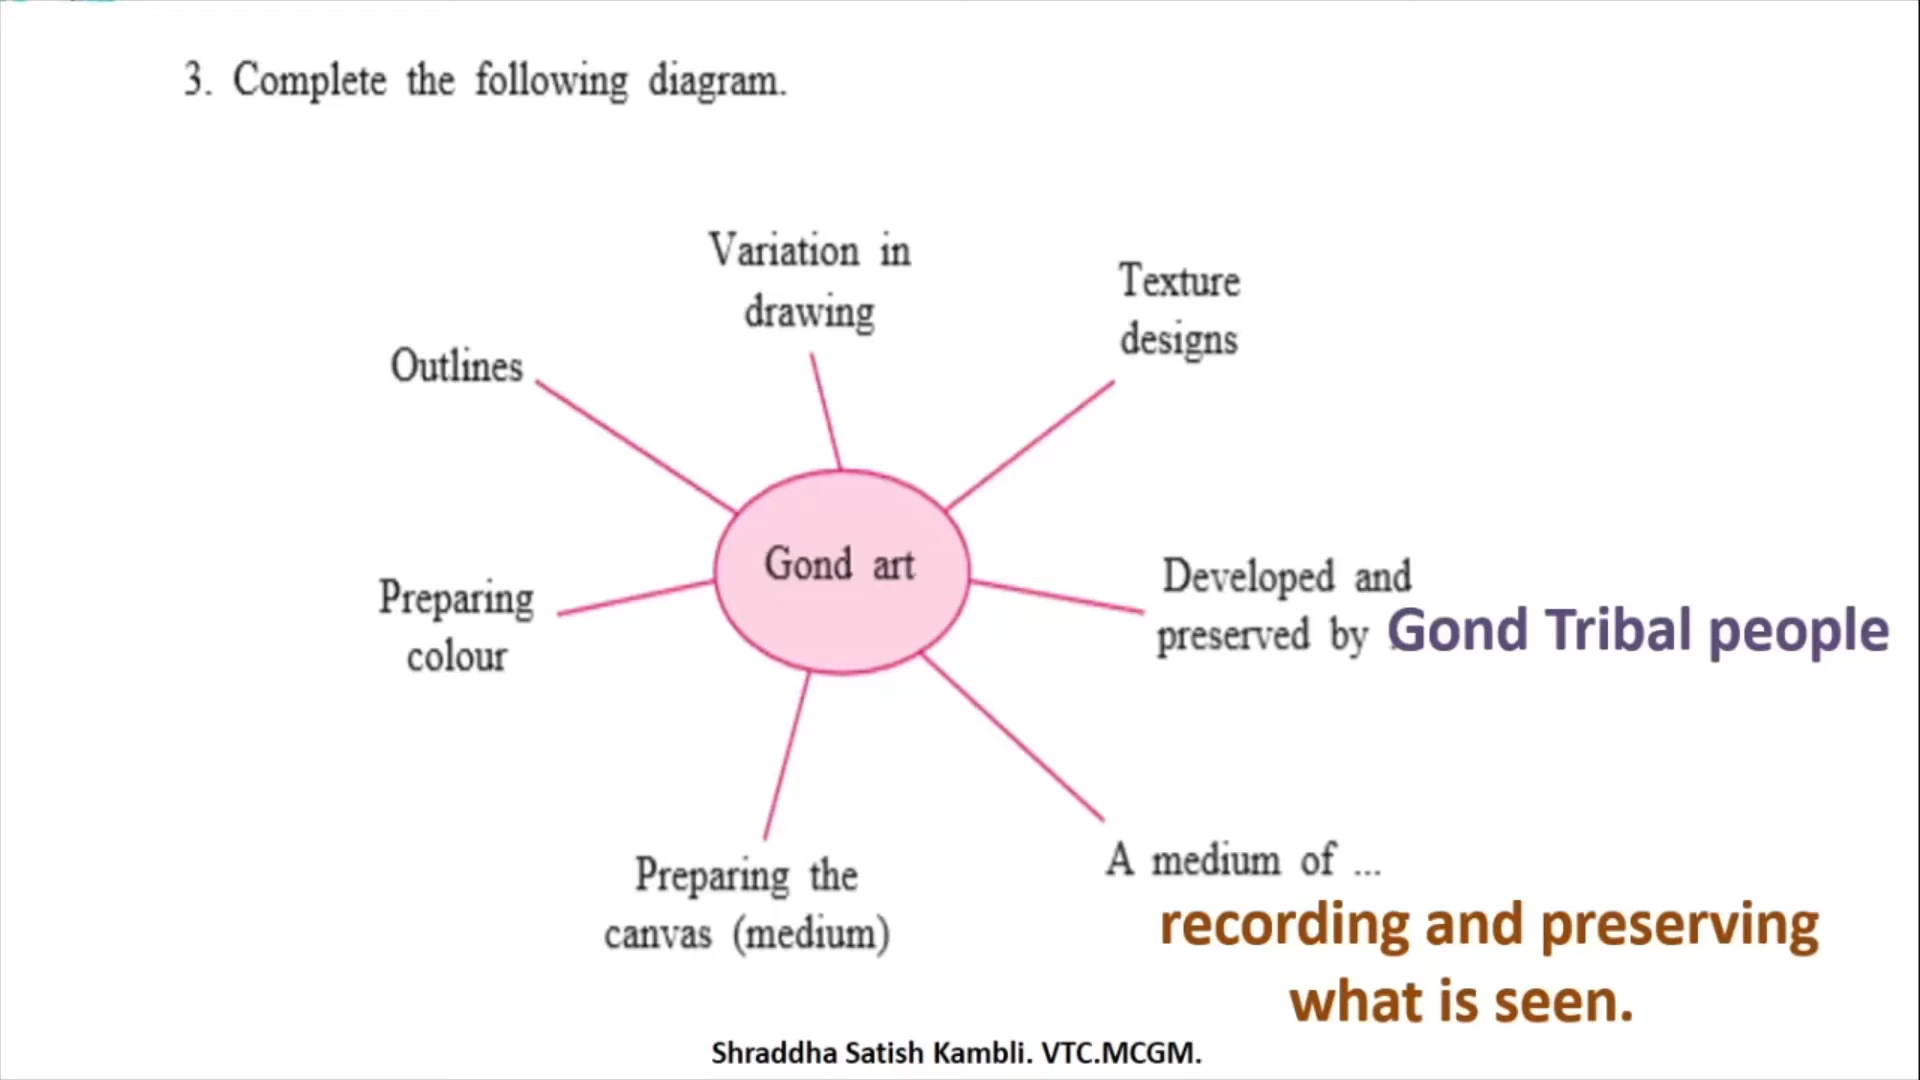 3. Complete the following diagram.
Variation in
drawing
Texture
designs
Outlines
Gond art
Preparing
colour
Developed and
preserved by Gond Tribal people
Preparing the
canvas (medium)
A medium of ...
recording and preserving
what is seen.
Shraddha Satish Kambli. VTC.MCGM.